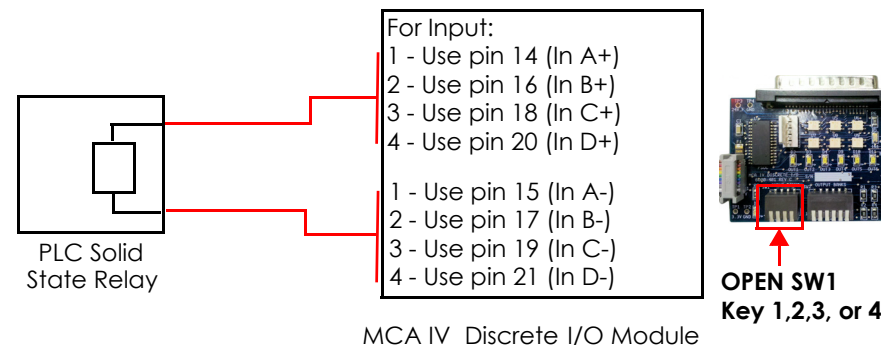 For Input:
1 - Use pin 14 (In A+)
2 - Use pin 16 (In B+)
3 - Use pin 18 (In C+)
4 - Use pin 20 (In D+)
1 - Use pin 15 (In A-)
2 - Use pin 17 (In B-)
3 - Use pin 19 (In C-)
4 - Use pin 21 (In D-)
PLC Solid
State Relay
OPEN SW1
Key 1,2,3, or 4
MCA IV Discrete I/O Module